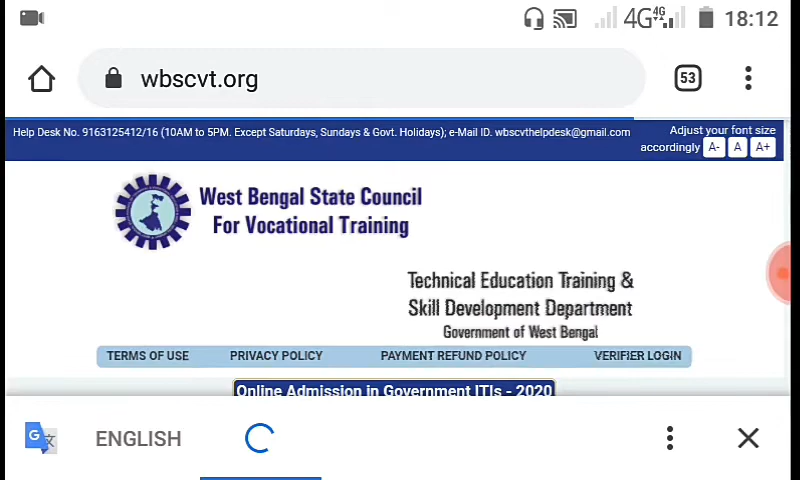 4G 4G 18:12
wbscvt.org 53
Help Desk No. 9163125412/16 (10AM to 5PM. Except Saturdays, Sundays & Govt. Holidays); e-Mail ID. wbscvthelpdesk@gmail.com
Adjust your font size
accordingly A- A A+
West Bengal State Council
For Vocational Training
Technical Education Training &
Skill Development Department
Government of West Bengal
TERMS OF USE PRIVACY POLICY PAYMENT REFUND POLICY VERIFIER LOGIN
Online Admission in Government ITIs - 2020
G 文 ENGLISH